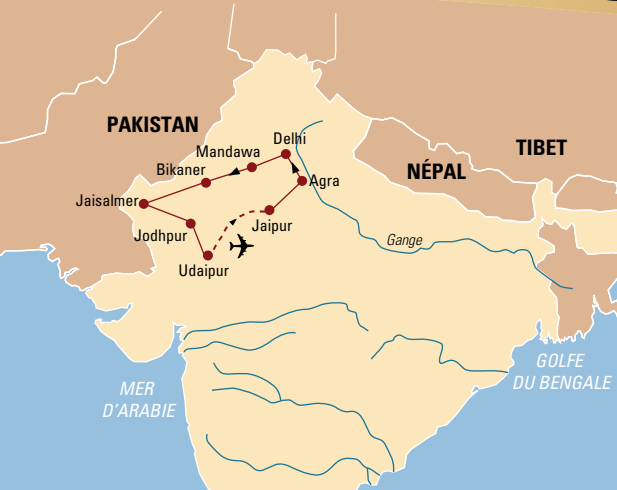 PAKISTAN
Delhi
Mandawa
Bikaner
Agra
NÉPAL
TIBET
Jaisalmer
Jodhpur
Jaipur
Udaipur
Gange
MER
D'ARABIE
GOLFE
DU BENGALE